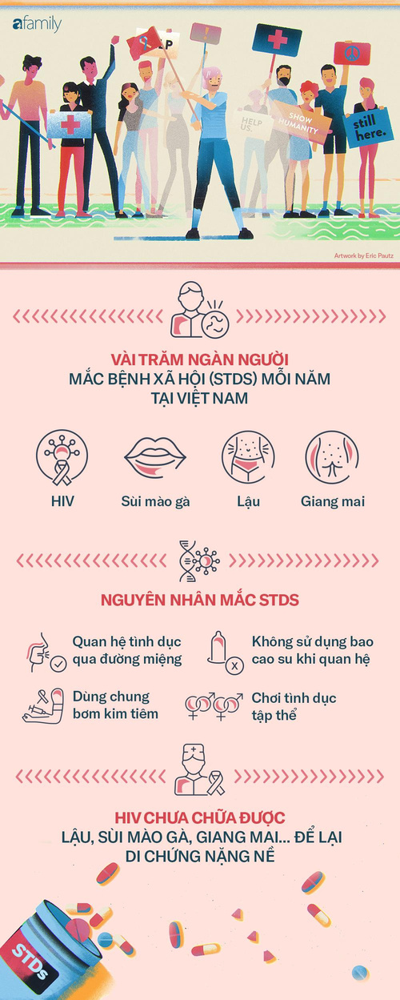 afamily
HELP
US.
SHOW
HUMANITY
still
here.
Artwork by Eric Pautz
VÀI TRĂM NGÀN NGƯỜI
MẮC BỆNH XÃ HỘI (STDS) MỖI NĂM
TẠI VIỆT NAM
HIV
Sùi mào gà
Lậu
Giang mai
NGUYÊN NHÂN MẮC STDS
Quan hệ tình dục
qua đường miệng
Không sử dụng bao
cao su khi quan hệ
X
Dùng chung
bơm kim tiêm
Chơi tình dục
tập thể
HIV CHƯA CHỮA ĐƯỢC
LẬU, SÙI MÀO GÀ, GIANG MAI... ĐỂ LẠI
DI CHỨNG NẶNG NỀ
STDs